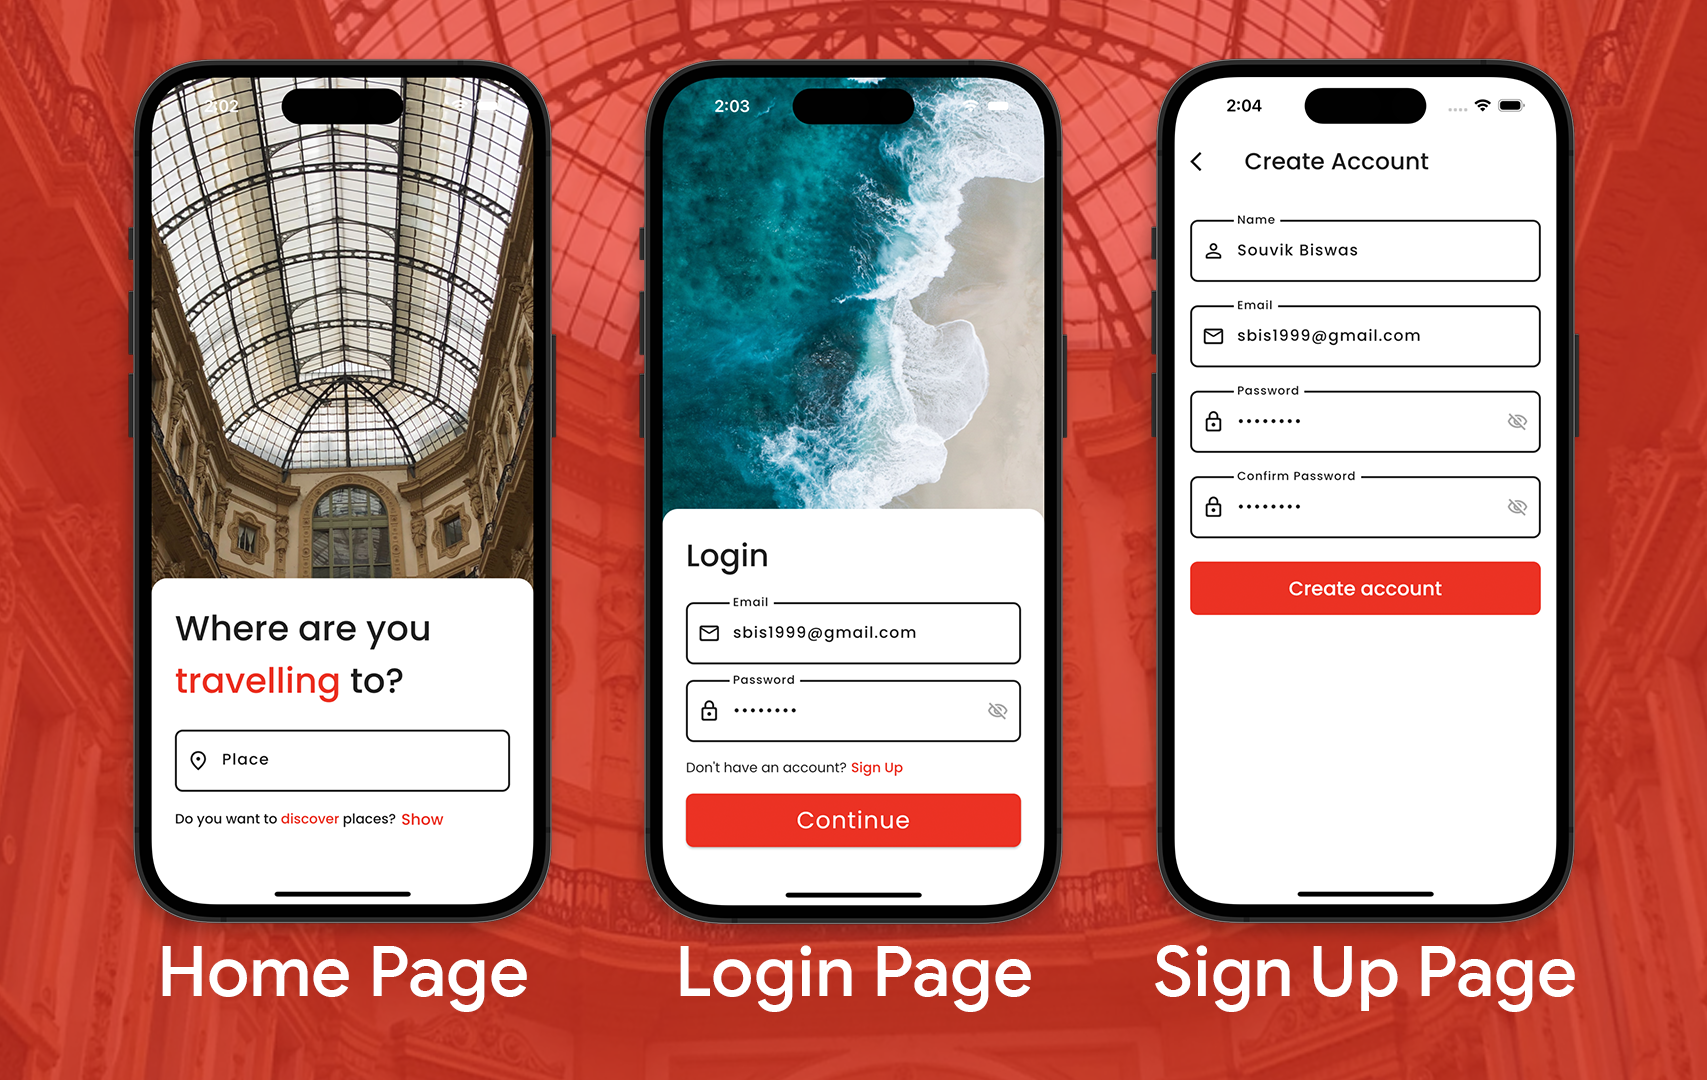 2:02
Where are you
travelling to?
Place
Do you want to discover places? Show
Home Page
2:03
Login
Email
sbis1999@gmail.com
Password
••••••••
Don't have an account? Sign Up
Continue
Login Page
2:04
Create Account
Name
Souvik Biswas
Email
sbis1999@gmail.com
Password
••••••••
Confirm Password
••••••••
Create account
Sign Up Page